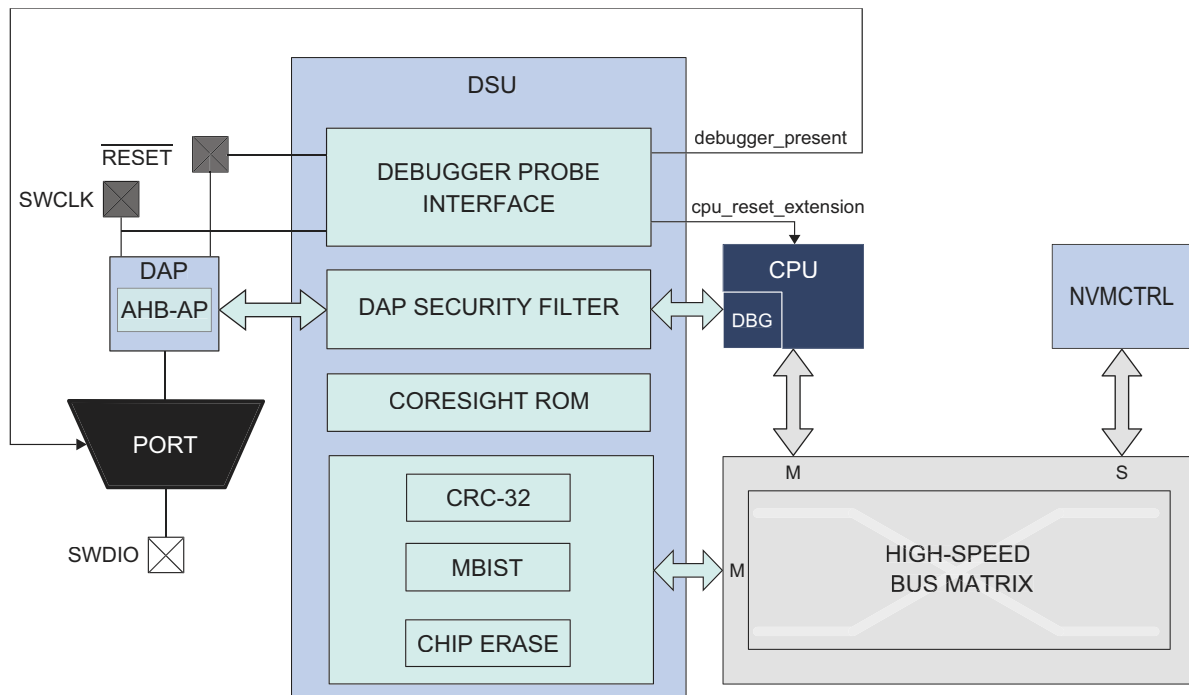 DSU
debugger_present
RESET
DEBUGGER PROBE
INTERFACE
SWCLK
cpu_reset_extension
DAP
AHB-AP
DAP SECURITY FILTER
CPU
DBG
NVMCTRL
CORESIGHT ROM
PORT
M
S
CRC-32
SWDIO
MBIST
M
HIGH-SPEED
BUS MATRIX
CHIP ERASE